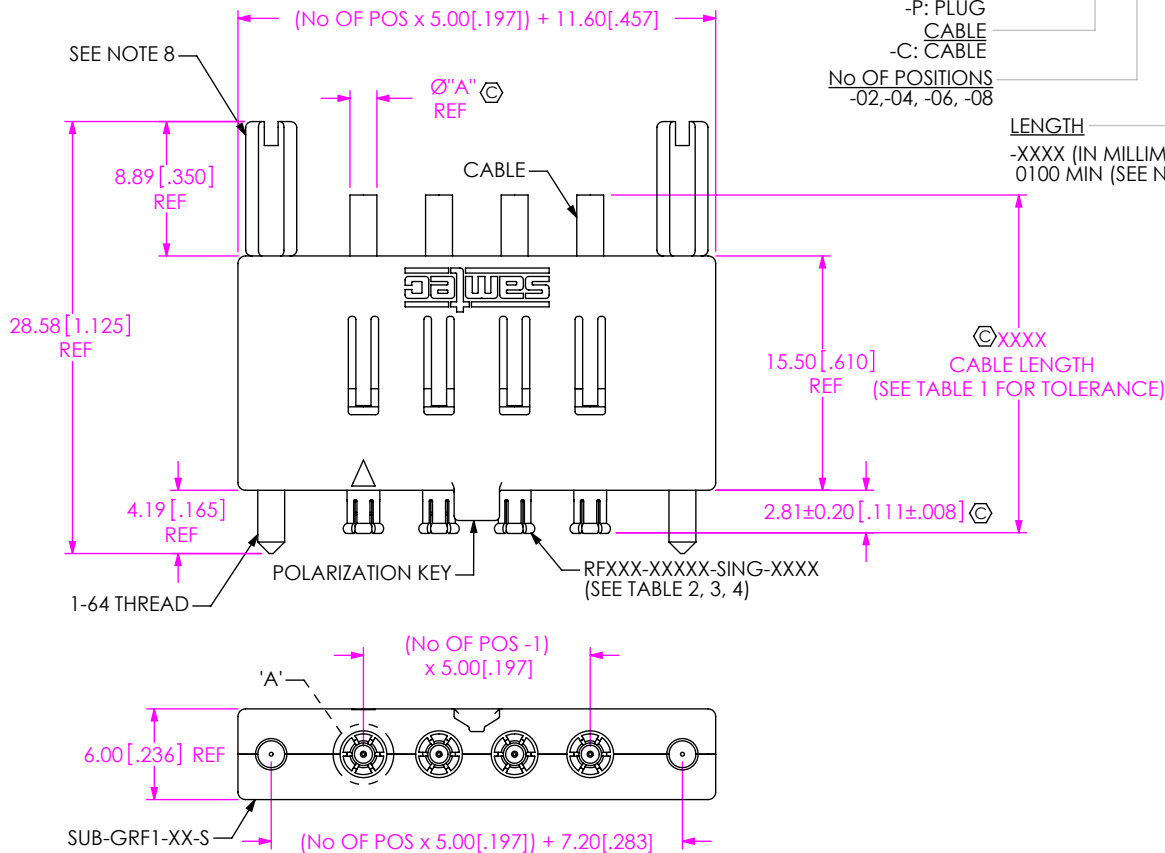 (No OF POS x 5.00[.197]) + 11.60[.457]
-P: PLUG
CABLE
-C: CABLE
No OF POSITIONS
-02,-04, -06, -08
LENGTH
-XXXX (IN MILLIM
0100 MIN (SEE N
SEE NOTE 8
Ø"A" C
REF
CABLE
8.89[.350]
REF
samtec
28.58[1.125]
REF
15.50[.610]
REF
C XXXX
CABLE LENGTH
(SEE TABLE 1 FOR TOLERANCE)
4.19[.165]
REF
2.81±0.20[.111±.008] C
POLARIZATION KEY
RFXXX-XXXXX-SING-XXXX
(SEE TABLE 2, 3, 4)
1-64 THREAD
(No OF POS -1)
x 5.00[.197]
'A'
6.00[.236] REF
SUB-GRF1-XX-S
(No OF POS x 5.00[.197]) + 7.20[.283]